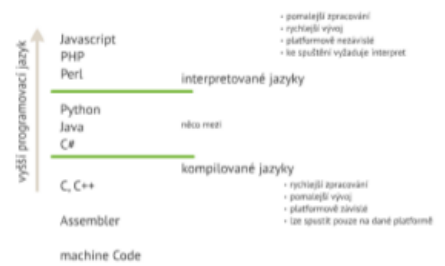 - pomalejší zpracování
- rychlejší vývoj
- platformově nezávislé
- ke spuštění vyžaduje interpret
Javascript
PHP
Perl
interpretované jazyky
vyšší programovací jazyk
Python
Java
C#
něco mezi
kompilované jazyky
C, C++
- rychlejší zpracování
- pomalejší vývoj
- platformově závislé
- lze spustit pouze na dané platformě
Assembler
machine Code